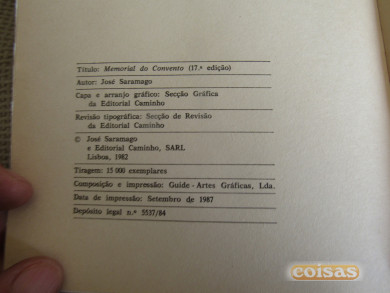 Título: Memorial do Convento (17.ª edição)
Autor: José Saramago
Capa e arranjo gráfico: Secção Gráfica
da Editorial Caminho
Revisão tipográfica: Secção de Revisão
da Editorial Caminho
© José Saramago
e Editorial Caminho, SARL
Lisboa, 1982
Tiragem: 15 000 exemplares
Composição e impressão: Guide-Artes Gráficas, Lda.
Data de impressão: Setembro de 1987
Depósito legal n.º 5537/84
coisas